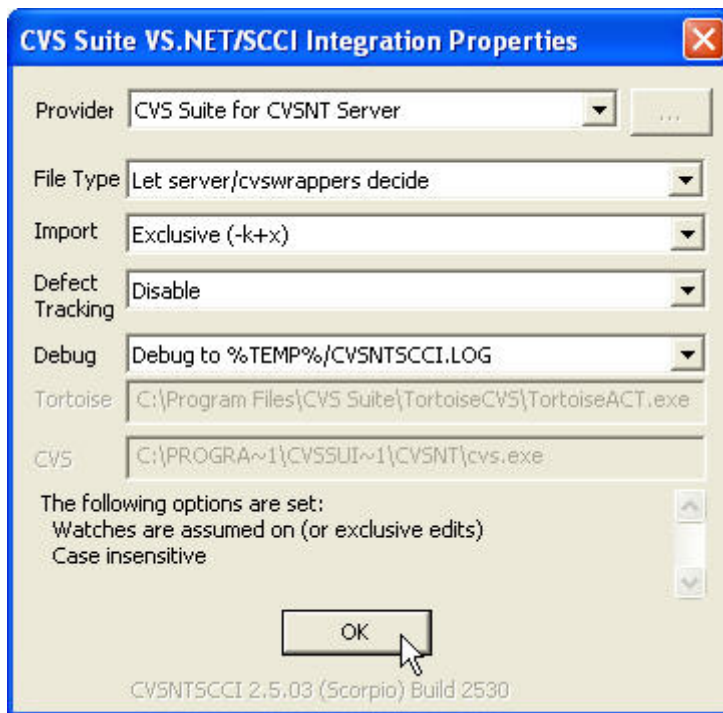 CVS Suite VS.NET/SCCI Integration Properties
Provider CVS Suite for CVSNT Server ...
File Type Let server/cvswrappers decide
Import Exclusive (-k+x)
Defect
Tracking Disable
Debug Debug to %TEMP%/CVSNTSCCI.LOG
Tortoise C:\Program Files\CVS Suite\TortoiseCVS\TortoiseACT.exe
CVS C:\PROGRA~1\CVSSUI~1\CVSNT\cvs.exe
The following options are set:
Watches are assumed on (or exclusive edits)
Case insensitive
OK
CVSNTSCCI 2.5.03 (Scorpio) Build 2530